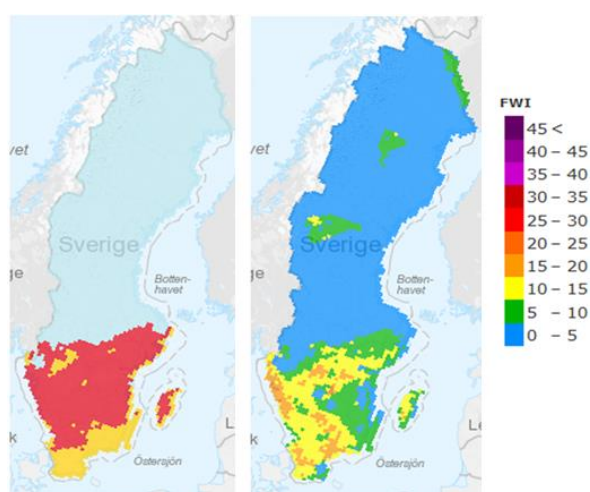 vet
Sverige
ge
Botten-
havet
k
Östersjön
L
vet
Sverige
ge
Botten-
havet
k
Östersjön
Le
FWI
45 <
40 – 45
35 – 40
30 – 35
25 – 30
20 – 25
15 – 20
10 – 15
5 – 10
0 – 5